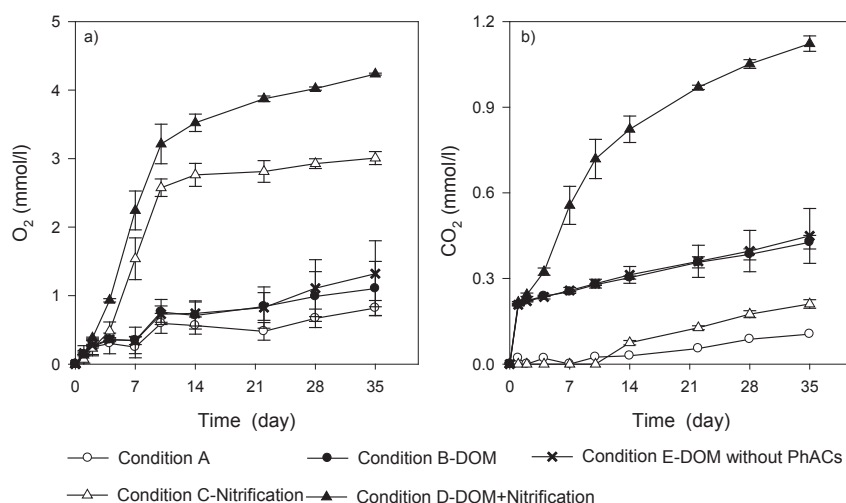 a)
O2 (mmol/l)
5
4
3
2
1
0
0 7 14 21 28 35
Time (day)
b)
CO2 (mmol/l)
1.2
0.9
0.6
0.3
0.0
0 7 14 21 28 35
Time (day)
Condition A
Condition B-DOM
Condition E-DOM without PhACs
Condition C-Nitrification
Condition D-DOM+Nitrification